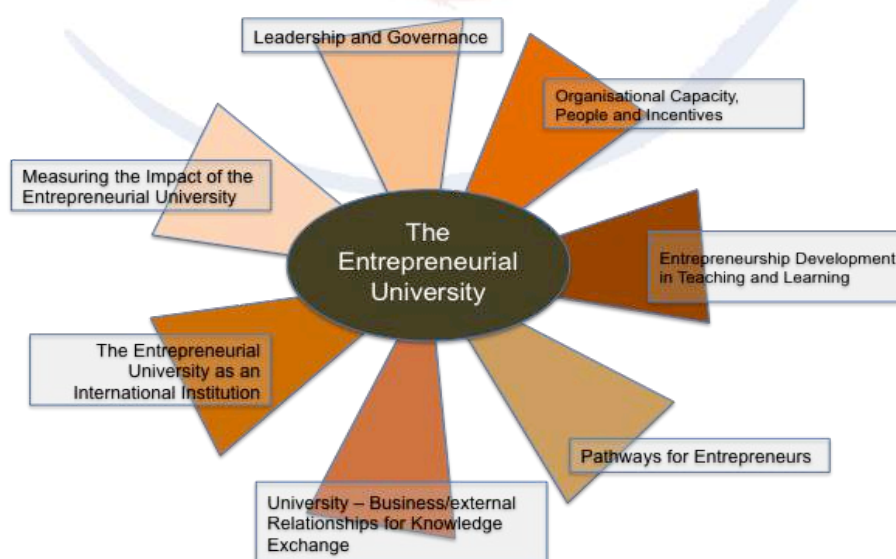 Leadership and Governance
Organisational Capacity,
People and Incentives
Measuring the Impact of the
Entrepreneurial University
The
Entrepreneurial
University
Entrepreneurship Development
in Teaching and Learning
The Entrepreneurial
University as an
International Institution
Pathways for Entrepreneurs
University – Business/external
Relationships for Knowledge
Exchange